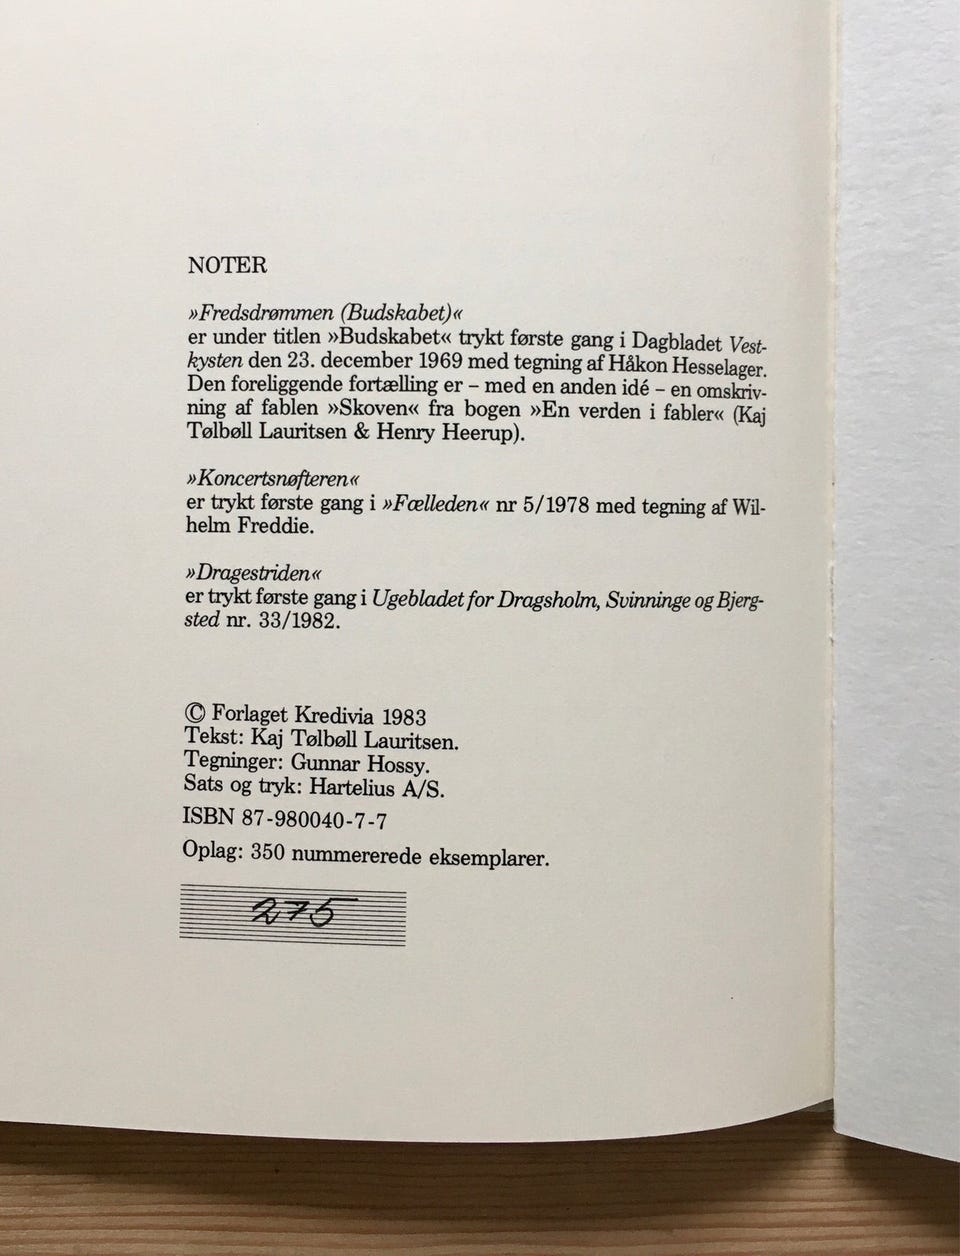 NOTER
»Fredsdrømmen (Budskabet)«
er under titlen »Budskabet« trykt første gang i Dagbladet Vest-
kysten den 23. december 1969 med tegning af Håkon Hesselager.
Den foreliggende fortælling er – med en anden idé – en omskriv-
ning af fablen »Skoven« fra bogen »En verden i fabler« (Kaj
Tølbøll Lauritsen & Henry Heerup).
»Koncertsnøfteren«
er trykt første gang i »Fælleden« nr 5/1978 med tegning af Wil-
helm Freddie.
»Dragestriden«
er trykt første gang i Ugebladet for Dragsholm, Svinninge og Bjerg-
sted nr. 33/1982.
© Forlaget Kredivia 1983
Tekst: Kaj Tølbøll Lauritsen.
Tegninger: Gunnar Hossy.
Sats og tryk: Hartelius A/S.
ISBN 87-980040-7-7
Oplag: 350 nummererede eksemplarer.
275